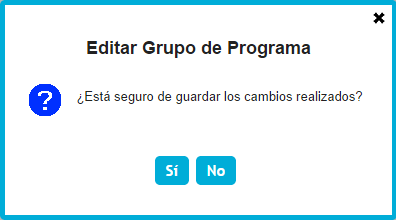 Editar Grupo de Programa
¿Está seguro de guardar los cambios realizados?
Sí No